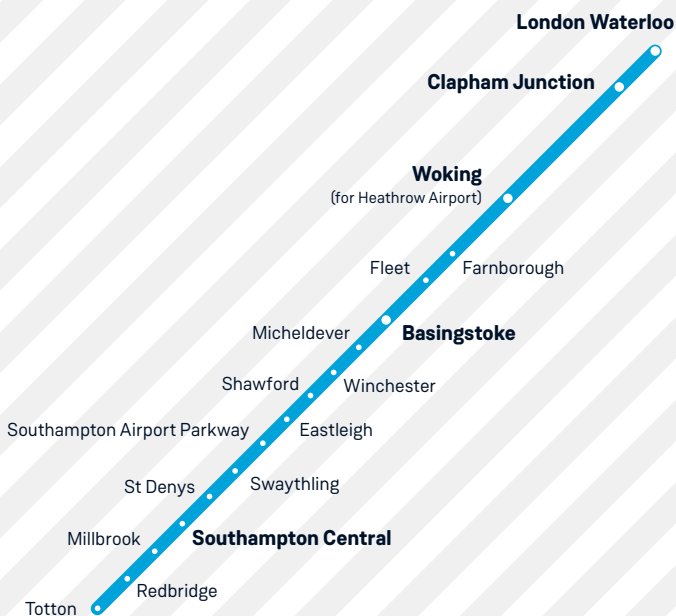 London Waterloo
Clapham Junction
Woking
(for Heathrow Airport)
Fleet
Farnborough
Basingstoke
Micheldever
Winchester
Shawford
Eastleigh
Southampton Airport Parkway
Swaythling
St Denys
Southampton Central
Millbrook
Redbridge
Totton